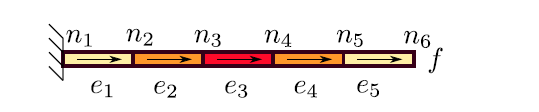 n₁ n₂ n₃ n₄ n₅ n₆ f
e₁ e₂ e₃ e₄ e₅